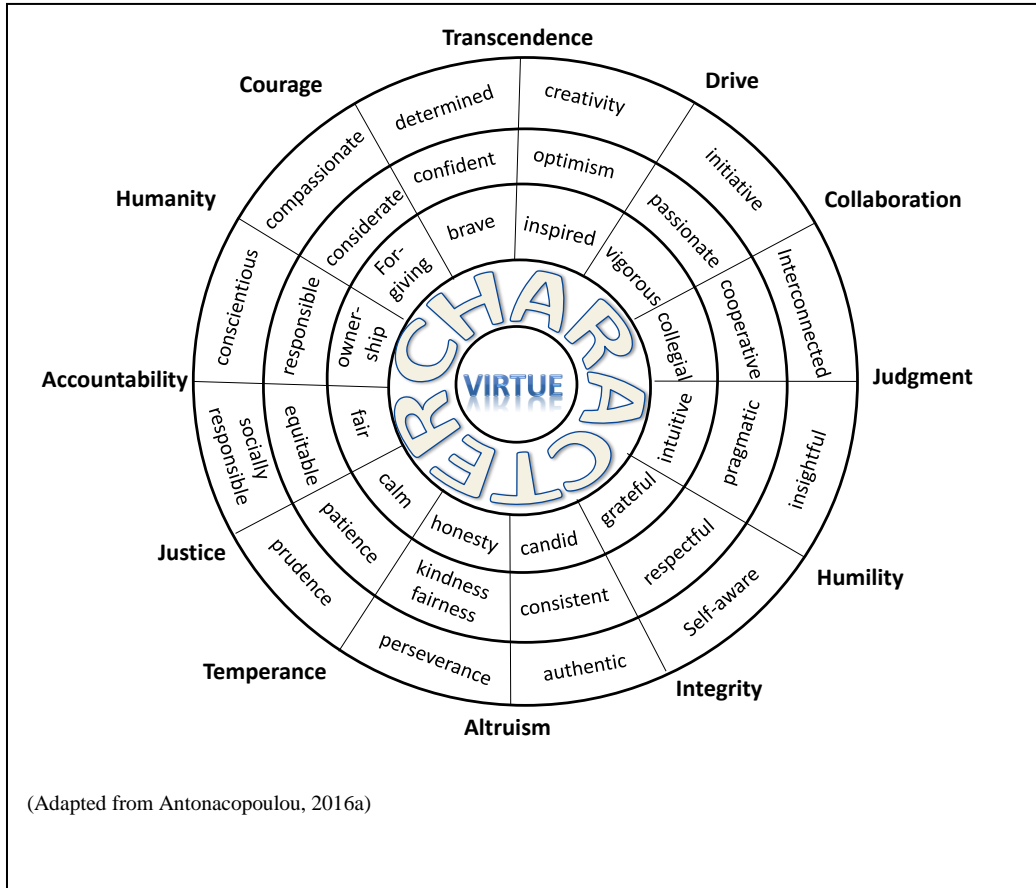 Transcendence
Drive
Collaboration
Judgment
Humility
Integrity
Altruism
Temperance
Justice
Accountability
Humanity
Courage
creativity
initiative
Interconnected
insightful
Self-aware
authentic
perseverance
prudence
socially
responsible
conscientious
compassionate
determined
optimism
passionate
cooperative
pragmatic
respectful
consistent
kindness
fairness
patience
equitable
responsible
considerate
confident
inspired
vigorous
collegial
intuitive
grateful
candid
honesty
calm
fair
owner-
ship
For-
giving
brave
CHARACTER
VIRTUE
(Adapted from Antonacopoulou, 2016a)